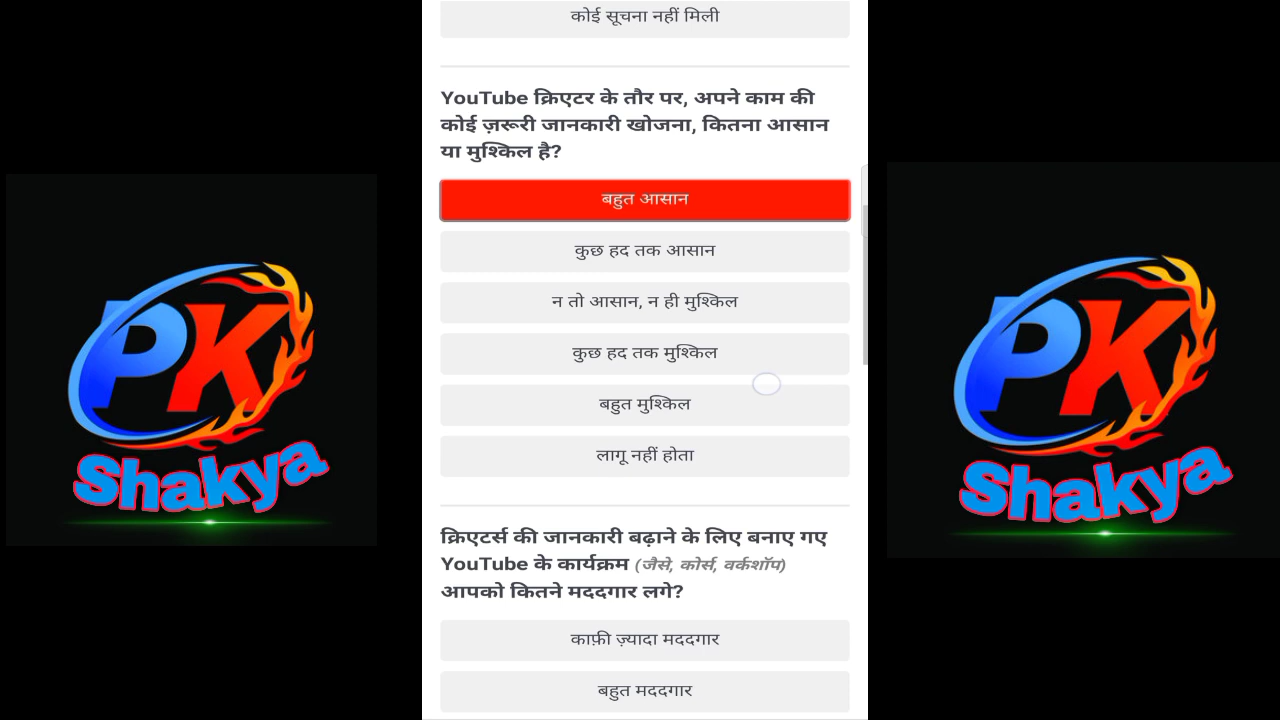 कोई सूचना नहीं मिली
YouTube क्रिएटर के तौर पर, अपने काम की
कोई ज़रूरी जानकारी खोजना, कितना आसान
या मुश्किल है?
बहुत आसान
कुछ हद तक आसान
न तो आसान, न ही मुश्किल
कुछ हद तक मुश्किल
बहुत मुश्किल
लागू नहीं होता
क्रिएटर्स की जानकारी बढ़ाने के लिए बनाए गए
YouTube के कार्यक्रम (जैसे, कोर्स, वर्कशॉप)
आपको कितने मददगार लगे?
काफ़ी ज़्यादा मददगार
बहुत मददगार
PK
Shakya
PK
Shakya